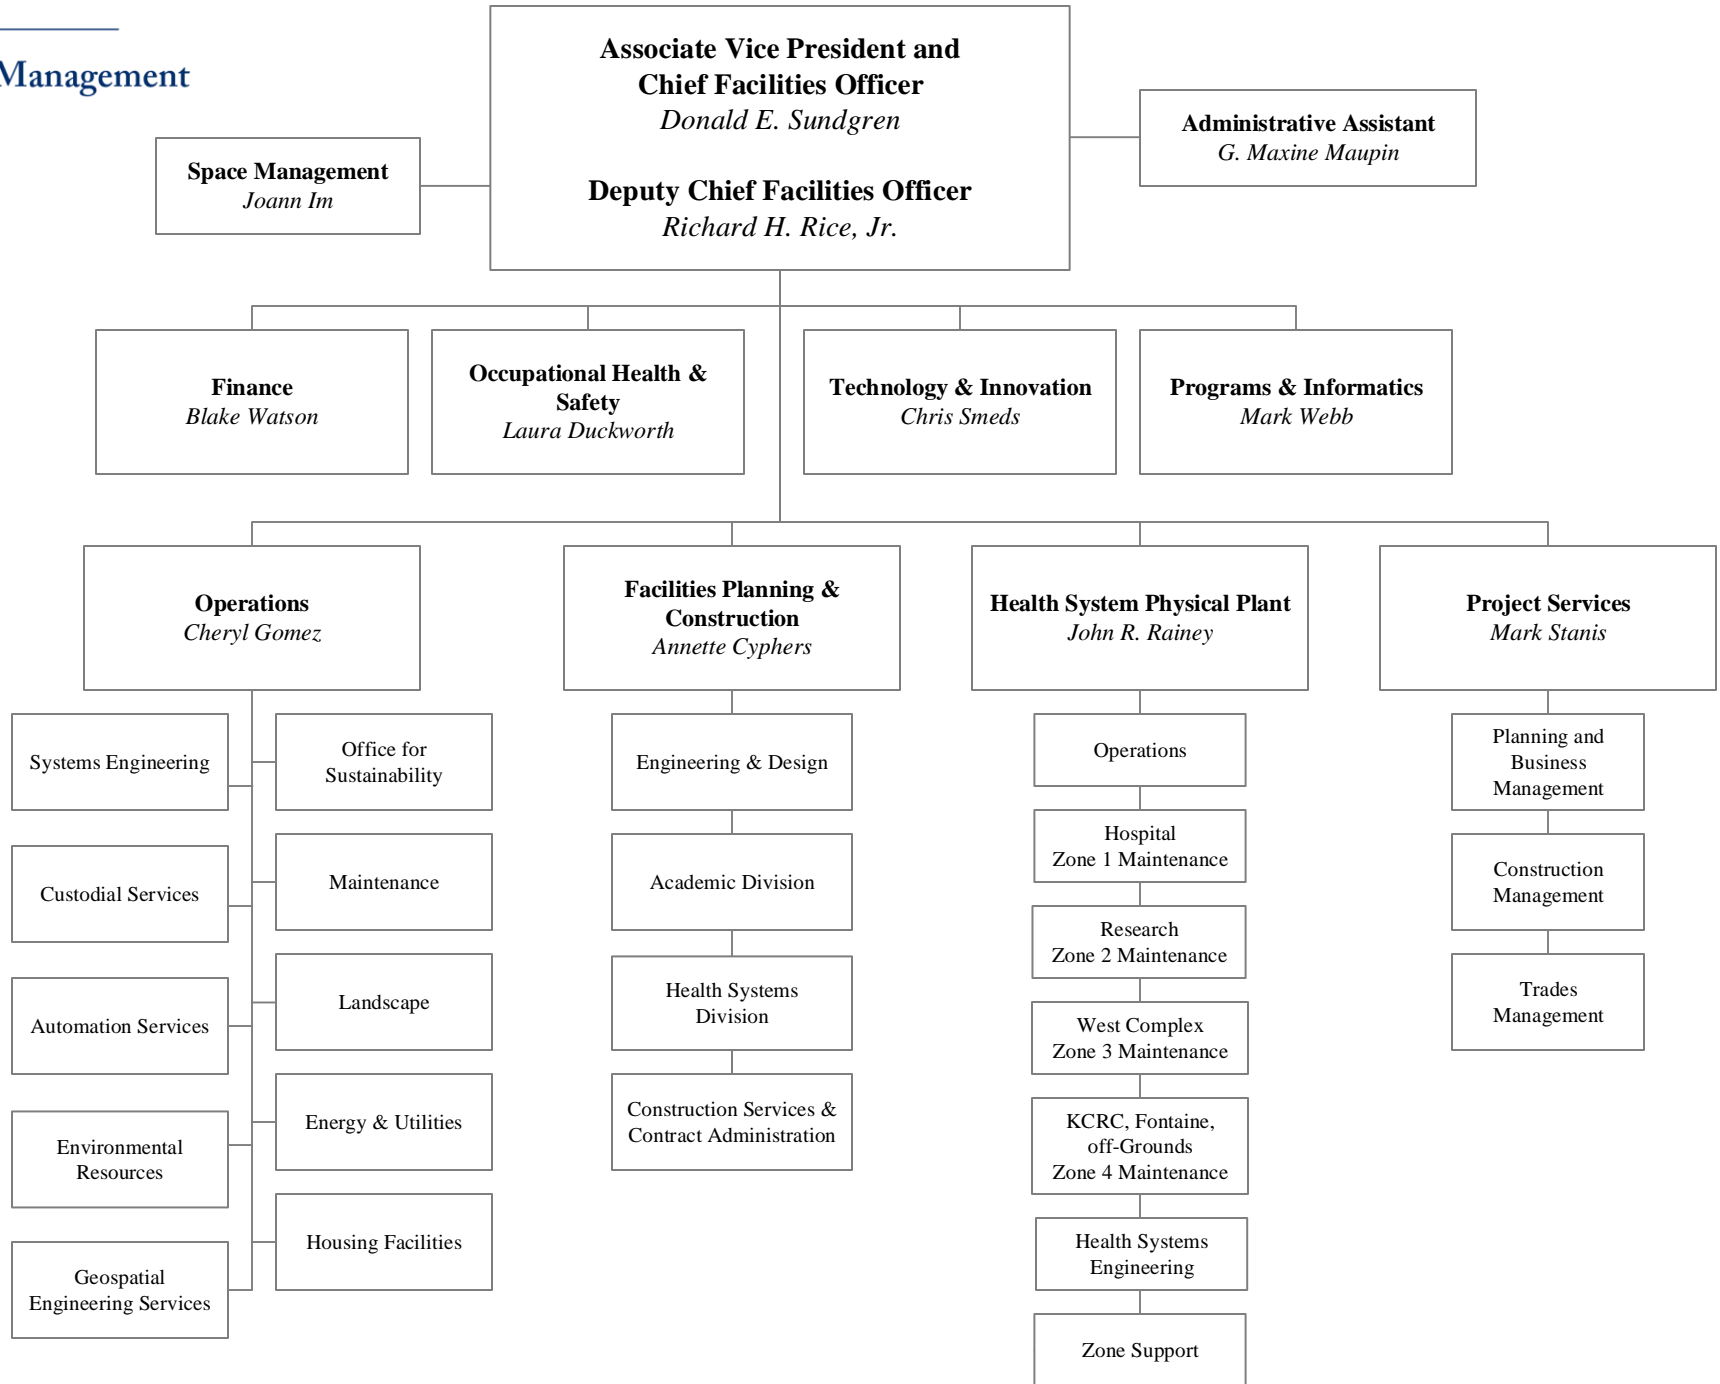 Management
Associate Vice President and
Chief Facilities Officer
Donald E. Sundgren
Deputy Chief Facilities Officer
Richard H. Rice, Jr.
Administrative Assistant
G. Maxine Maupin
Space Management
Joann Im
Finance
Blake Watson
Occupational Health &
Safety
Laura Duckworth
Technology & Innovation
Chris Smeds
Programs & Informatics
Mark Webb
Operations
Cheryl Gomez
Facilities Planning &
Construction
Annette Cyphers
Health System Physical Plant
John R. Rainey
Project Services
Mark Stanis
Systems Engineering
Custodial Services
Automation Services
Environmental
Resources
Geospatial
Engineering Services
Office for
Sustainability
Maintenance
Landscape
Energy & Utilities
Housing Facilities
Engineering & Design
Academic Division
Health Systems
Division
Construction Services &
Contract Administration
Operations
Hospital
Zone 1 Maintenance
Research
Zone 2 Maintenance
West Complex
Zone 3 Maintenance
KCRC, Fontaine,
off-Grounds
Zone 4 Maintenance
Health Systems
Engineering
Zone Support
Planning and
Business
Management
Construction
Management
Trades
Management